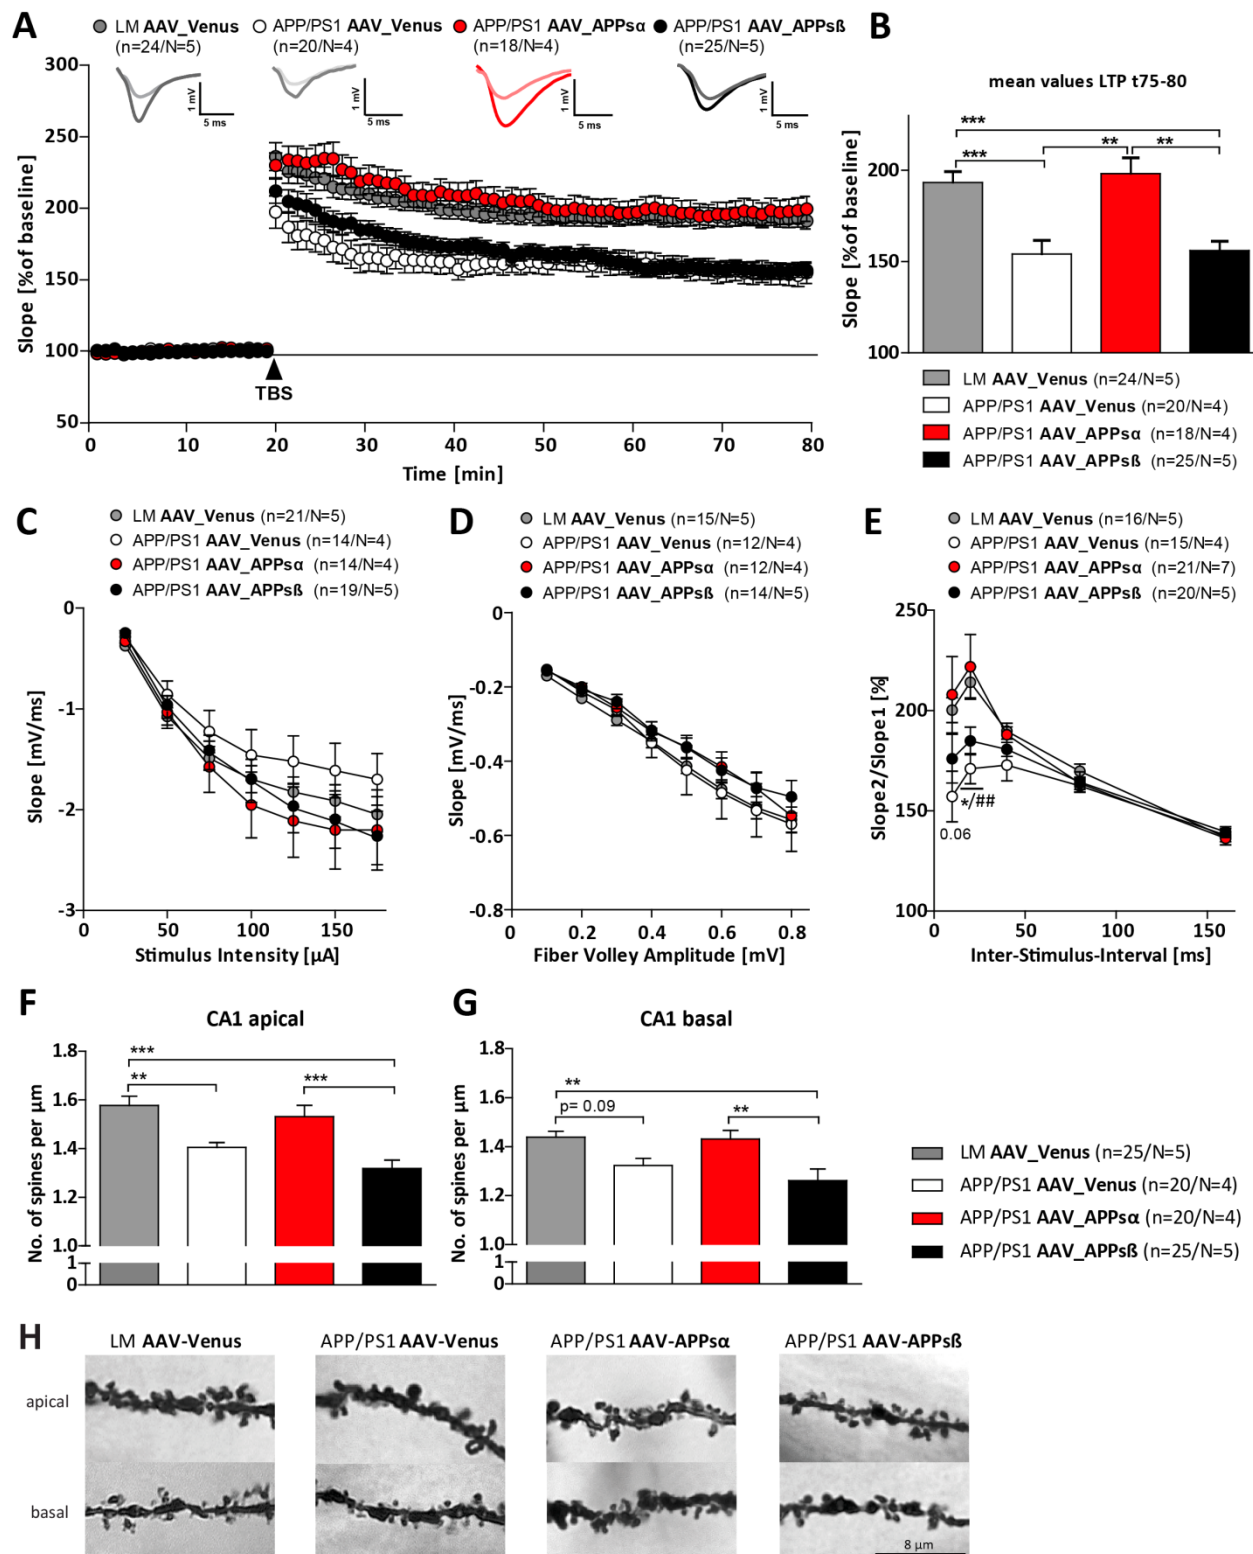 A
LM AAV_Venus
(n=24/N=5)
APP/PS1 AAV_Venus
(n=20/N=4)
APP/PS1 AAV_APPsα
(n=18/N=4)
APP/PS1 AAV_APPsß
(n=25/N=5)
1 mV
5 ms
1 mV
5 ms
1 mV
5 ms
1 mV
5 ms
Slope [%of baseline]
300
250
200
150
100
50
TBS
0
10
20
30
40
50
60
70
80
Time [min]
B
mean values LTP t75-80
***
***
**
**
Slope [%of baseline]
200
150
100
LM AAV_Venus (n=24/N=5)
APP/PS1 AAV_Venus (n=20/N=4)
APP/PS1 AAV_APPsα (n=18/N=4)
APP/PS1 AAV_APPsß (n=25/N=5)
C
LM AAV_Venus (n=21/N=5)
APP/PS1 AAV_Venus (n=14/N=4)
APP/PS1 AAV_APPsα (n=14/N=4)
APP/PS1 AAV_APPsß (n=19/N=5)
Slope [mV/ms]
0
-1
-2
-3
0
50
100
150
Stimulus Intensity [µA]
D
LM AAV_Venus (n=15/N=5)
APP/PS1 AAV_Venus (n=12/N=4)
APP/PS1 AAV_APPsα (n=12/N=4)
APP/PS1 AAV_APPsß (n=14/N=5)
Slope [mV/ms]
-0
-0.2
-0.4
-0.6
-0.8
0
0.2
0.4
0.6
0.8
Fiber Volley Amplitude [mV]
E
LM AAV_Venus (n=16/N=5)
APP/PS1 AAV_Venus (n=15/N=4)
APP/PS1 AAV_APPsα (n=21/N=7)
APP/PS1 AAV_APPsß (n=20/N=5)
Slope2/Slope1 [%]
250
200
150
100
*/##
0.06
0
50
100
150
Inter-Stimulus-Interval [ms]
F
CA1 apical
***
**
***
No. of spines per µm
1.8
1.6
1.4
1.2
1.0
1
0
G
CA1 basal
**
p= 0.09
**
No. of spines per µm
1.8
1.6
1.4
1.2
1.0
1
0
LM AAV_Venus (n=25/N=5)
APP/PS1 AAV_Venus (n=20/N=4)
APP/PS1 AAV_APPsα (n=20/N=4)
APP/PS1 AAV_APPsß (n=25/N=5)
H
LM AAV-Venus
APP/PS1 AAV-Venus
APP/PS1 AAV-APPsα
APP/PS1 AAV-APPsß
apical
basal
8 µm